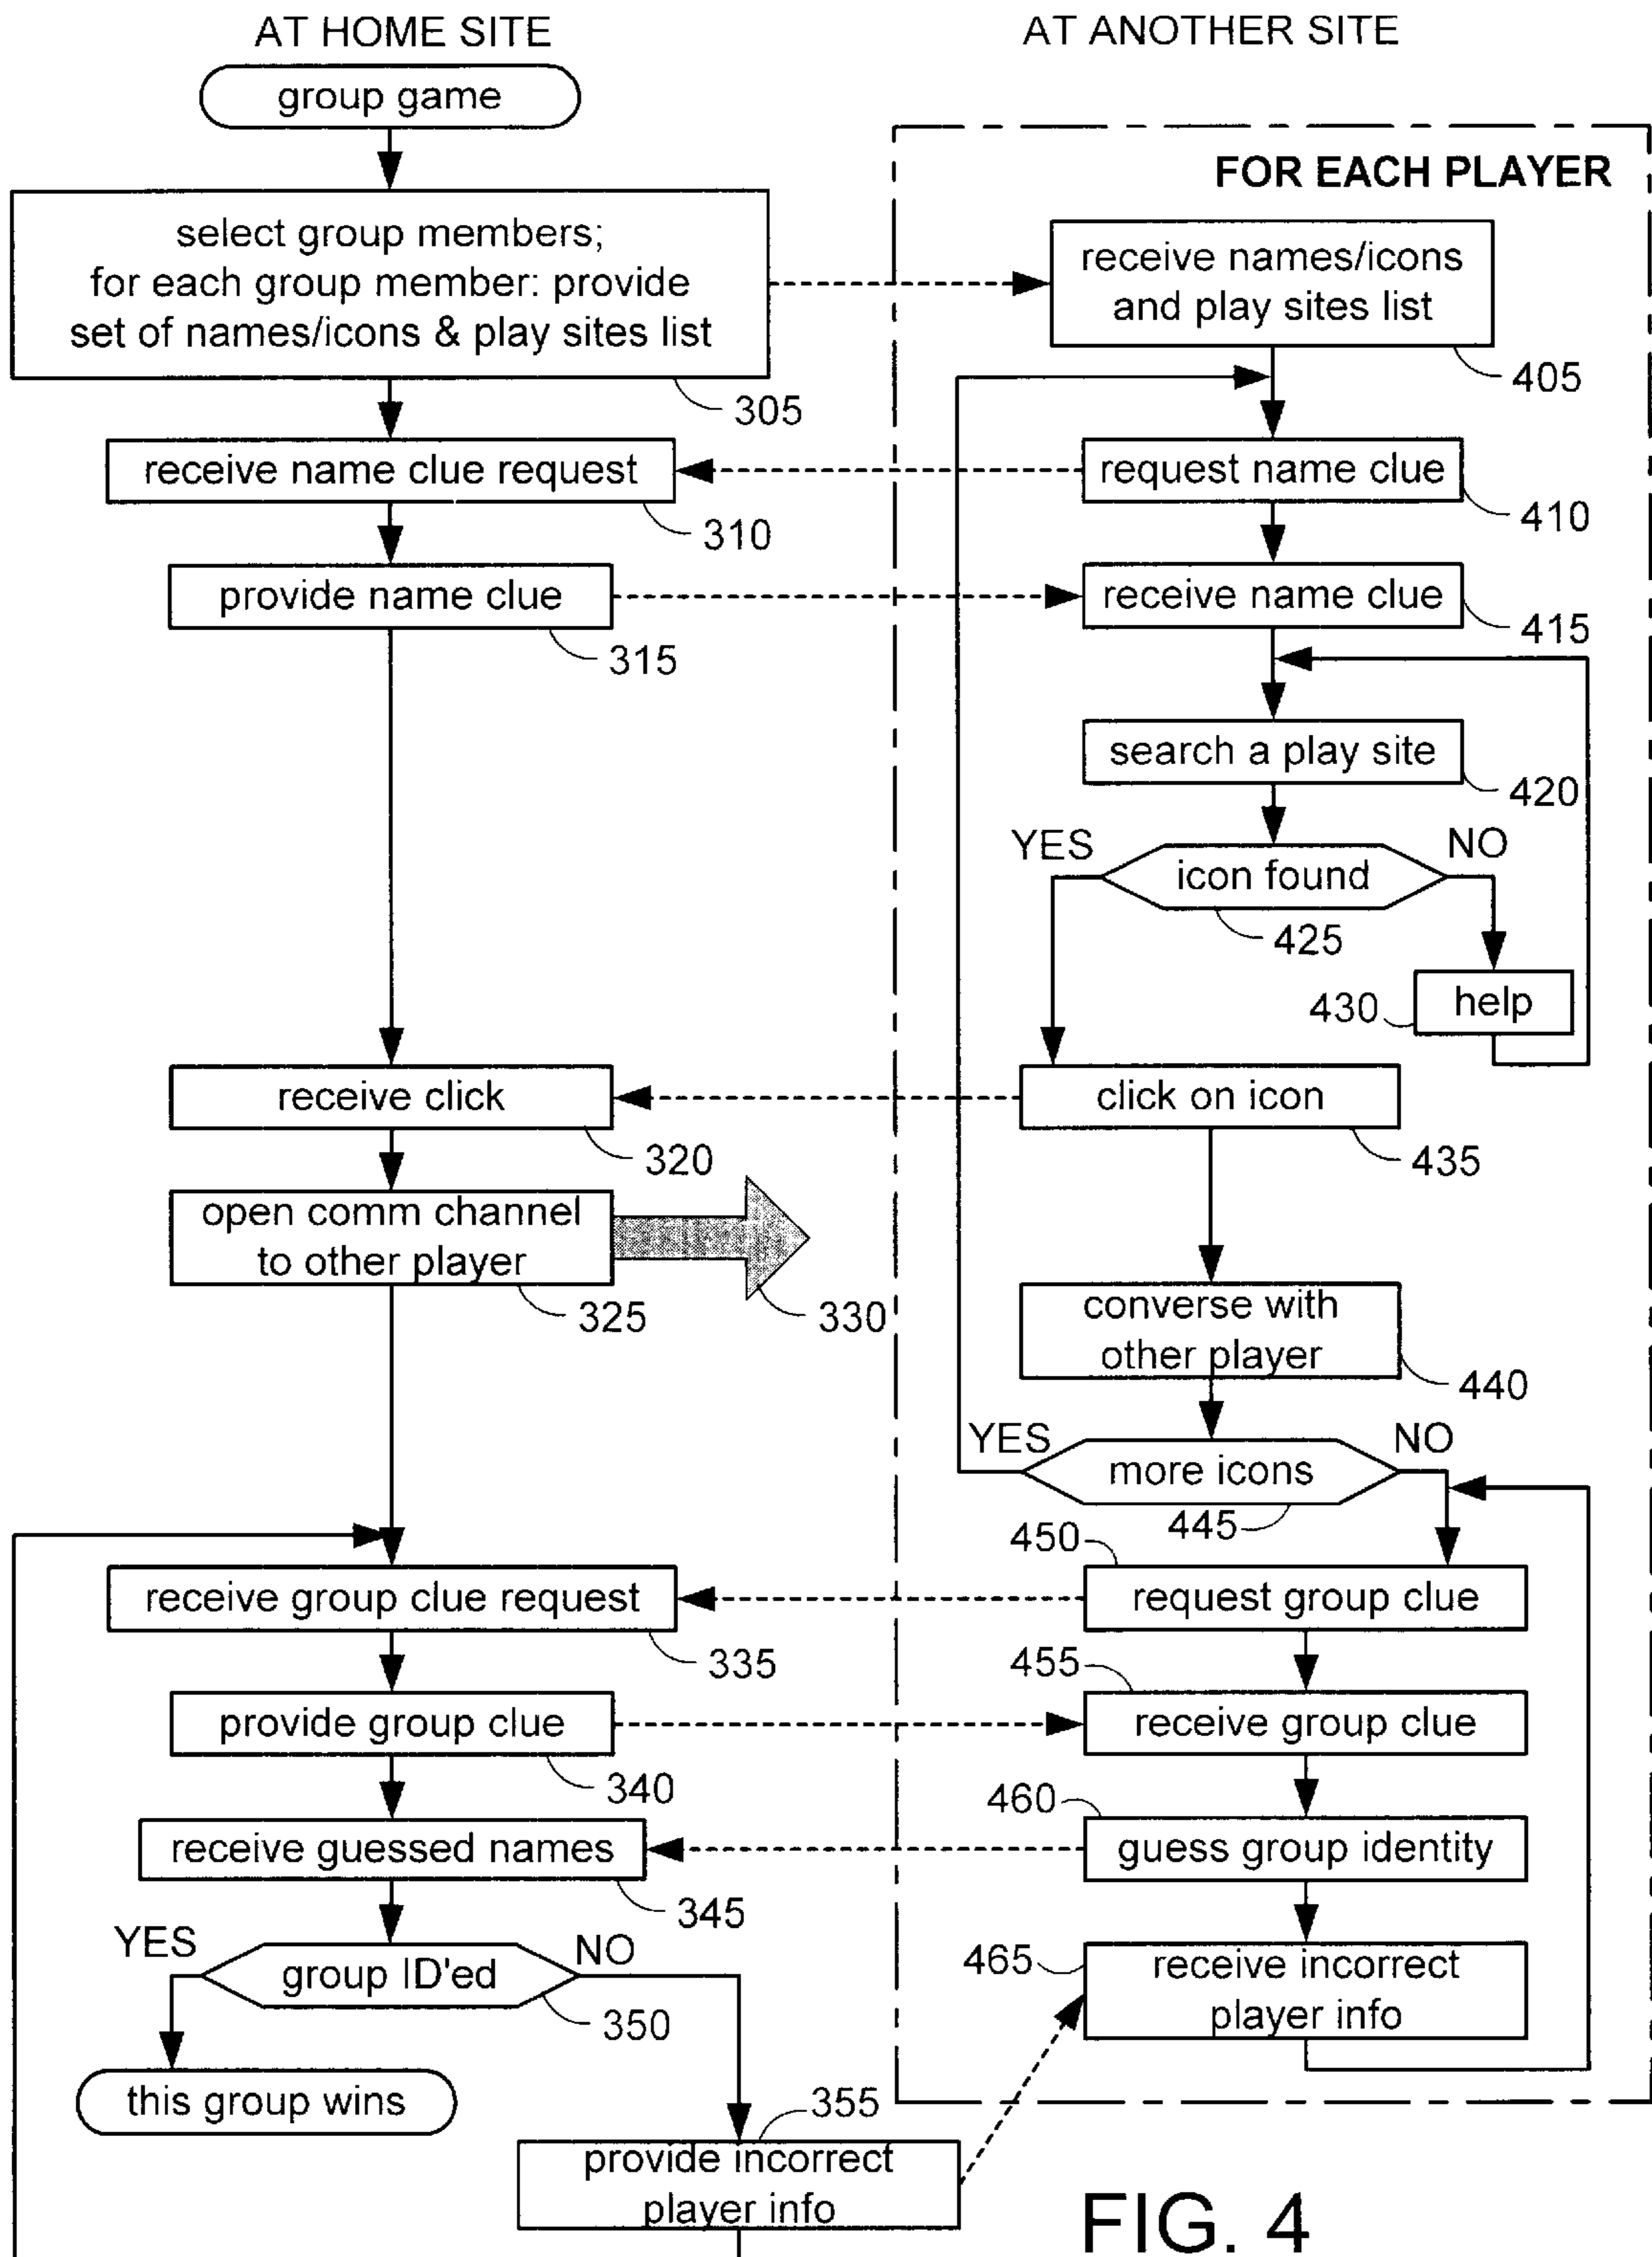 AT HOME SITE
AT ANOTHER SITE
group game
FOR EACH PLAYER
select group members;
for each group member: provide
set of names/icons & play sites list
305
receive names/icons
and play sites list
405
receive name clue request
310
request name clue
410
provide name clue
315
receive name clue
415
search a play site
420
YES
NO
icon found
425
430
help
receive click
320
click on icon
435
open comm channel
to other player
325
330
converse with
other player
440
YES
NO
more icons
445
receive group clue request
335
450
request group clue
provide group clue
340
455
receive group clue
receive guessed names
345
460
guess group identity
YES
NO
group ID'ed
350
465
receive incorrect
player info
this group wins
355
provide incorrect
player info
FIG. 4